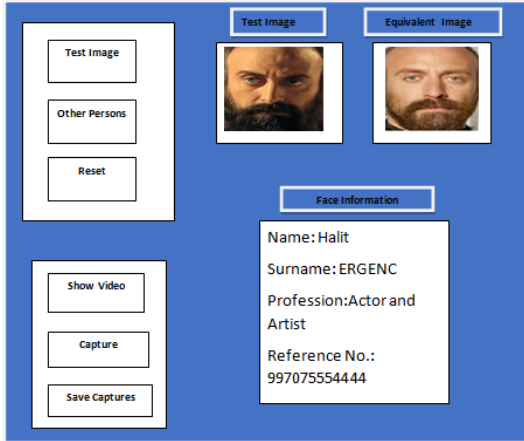 Test Image
Equivalent Image
Test Image
Other Persons
Reset
Face Information
Name: Halit
Surname: ERGENC
Profession:Actor and
Artist
Reference No.:
997075554444
Show Video
Capture
Save Captures